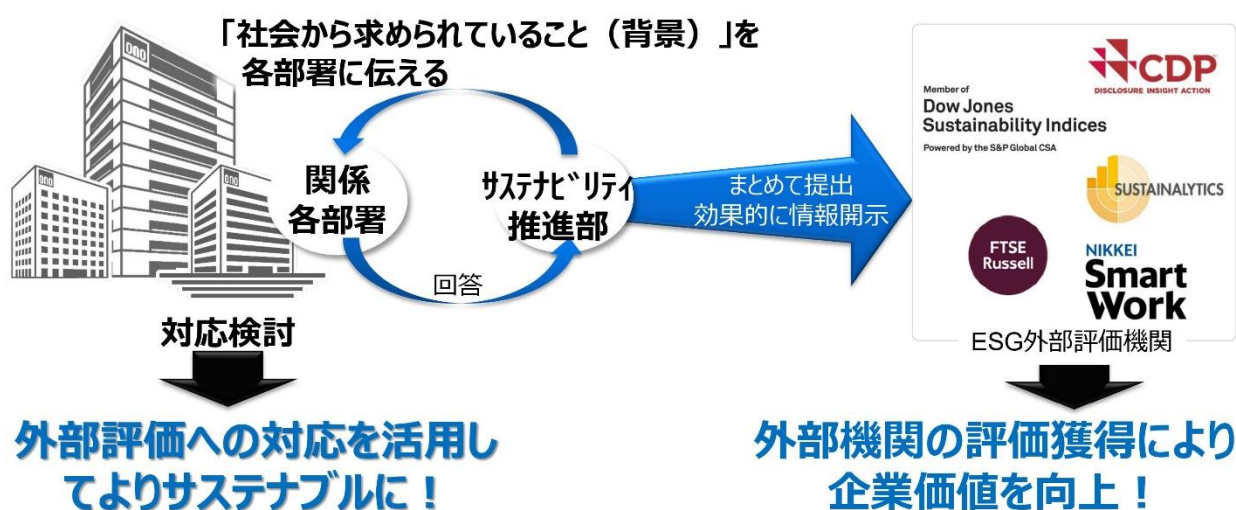 「社会から求められていること（背景）」を
各部署に伝える
ono
ono
ono
関係
各部署
サステナビリティ
推進部
回答
対応検討
まとめて提出
効果的に情報開示
CDP
DISCLOSURE INSIGHT ACTION
Member of
Dow Jones
Sustainability Indices
Powered by the S&P Global CSA
SUSTAINALYTICS
FTSE
Russell
NIKKEI
Smart
Work
ESG外部評価機関
外部評価への対応を活用し
てよりサステナブルに！
外部機関の評価獲得により
企業価値を向上！